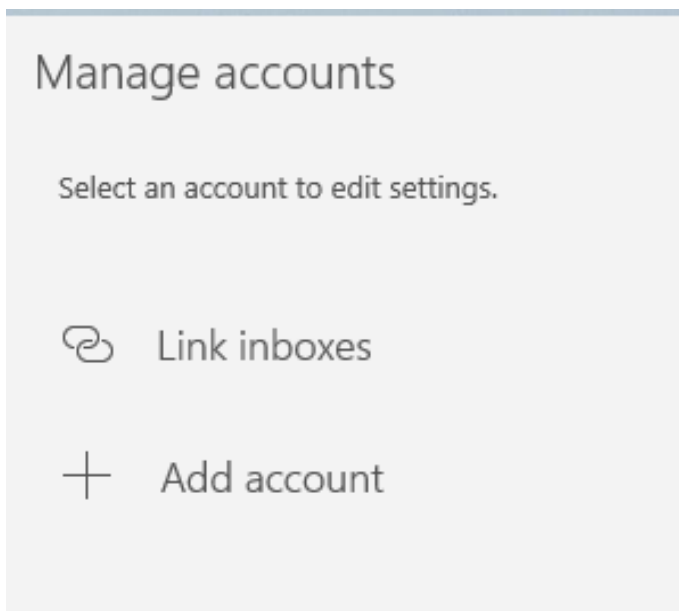 Manage accounts
Select an account to edit settings.
Link inboxes
Add account